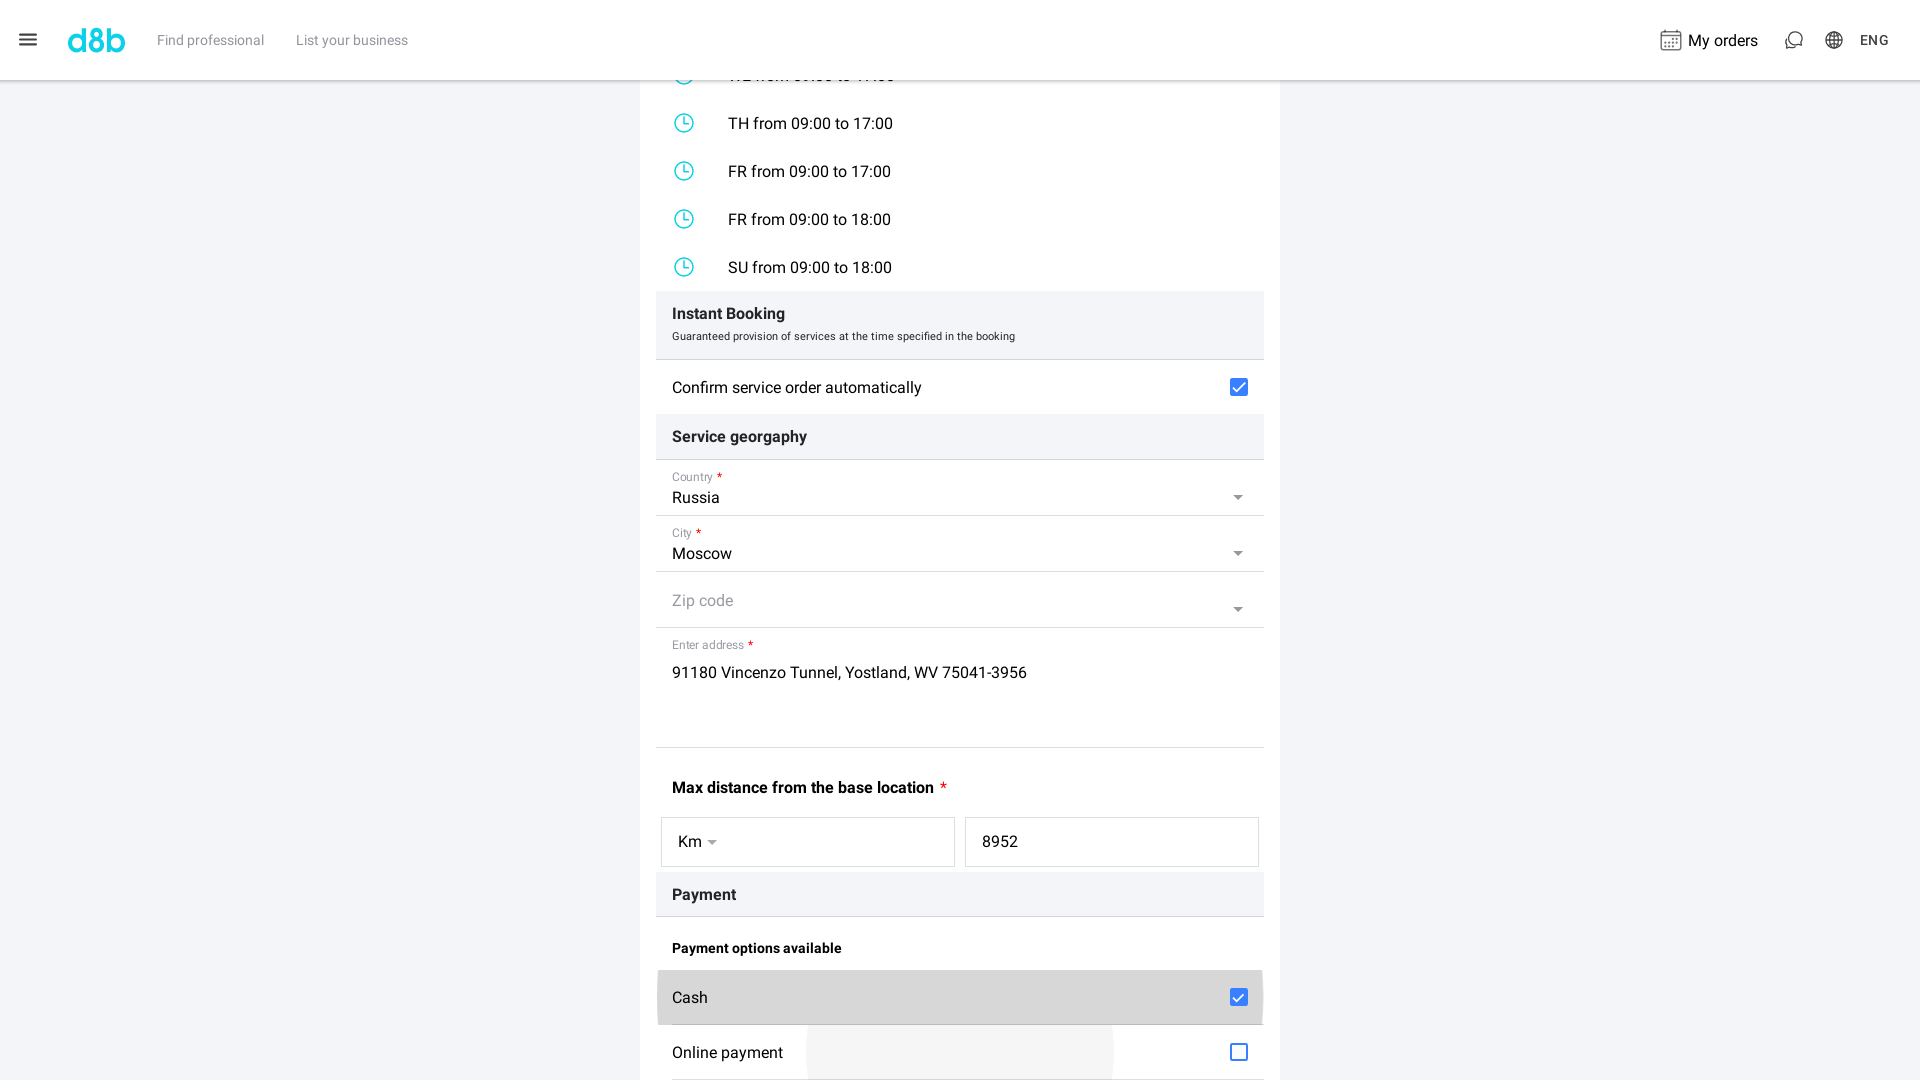 d8b
Find professional
List your business
My orders
ENG
TH from 09:00 to 17:00
FR from 09:00 to 17:00
FR from 09:00 to 18:00
SU from 09:00 to 18:00
Instant Booking
Guaranteed provision of services at the time specified in the booking
Confirm service order automatically
Service georgaphy
Country *
Russia
City *
Moscow
Zip code
Enter address *
91180 Vincenzo Tunnel, Yostland, WV 75041-3956
Max distance from the base location *
Km
8952
Payment
Payment options available
Cash
Online payment